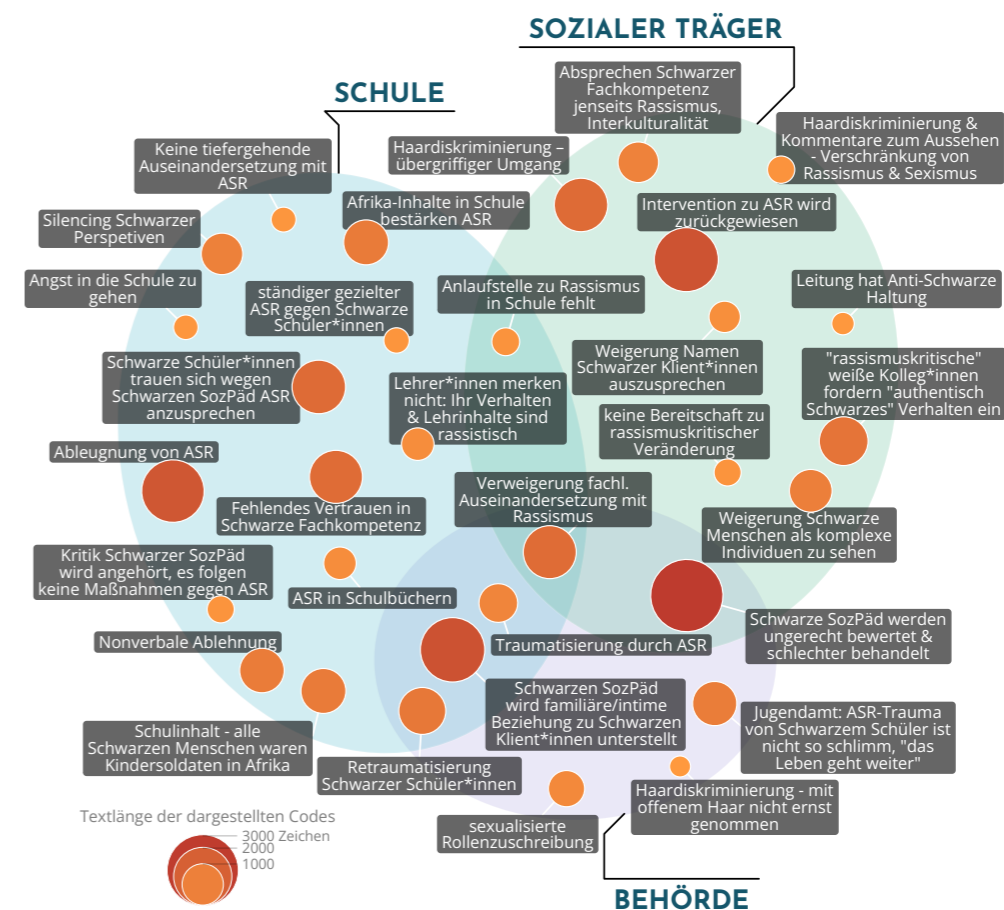 SOZIALER TRÄGER
SCHULE
Absprechen Schwarzer
Fachkompetenz
jenseits Rassismus,
Interkulturalität
Haardiskriminierung &
Kommentare zum Aussehen
- Verschränkung von
Rassismus & Sexismus
Keine tiefergehende
Auseinandersetzung mit
ASR
Haardiskriminierung –
übergriffiger Umgang
Afrika-Inhalte in Schule
bestärken ASR
Intervention zu ASR wird
zurückgewiesen
Silencing Schwarzer
Perspetiven
Angst in die Schule zu
gehen
ständiger gezielter
ASR gegen Schwarze
Schüler*innen
Anlaufstelle zu Rassismus
in Schule fehlt
Leitung hat Anti-Schwarze
Haltung
Schwarze Schüler*innen
trauen sich wegen
Schwarzen SozPäd ASR
anzusprechen
Lehrer*innen merken
nicht: Ihr Verhalten
& Lehrinhalte sind
rassistisch
Weigerung Namen
Schwarzer Klient*innen
auszusprechen
"rassismuskritische"
weiße Kolleg*innen
fordern "authentisch
Schwarzes" Verhalten ein
keine Bereitschaft zu
rassismuskritischer
Veränderung
Ableugnung von ASR
Fehlendes Vertrauen in
Schwarze Fachkompetenz
Verweigerung fachl.
Auseinandersetzung mit
Rassismus
Weigerung Schwarze
Menschen als komplexe
Individuen zu sehen
Kritik Schwarzer SozPäd
wird angehört, es folgen
keine Maßnahmen gegen ASR
ASR in Schulbüchern
Nonverbale Ablehnung
Traumatisierung durch ASR
Schwarze SozPäd werden
ungerecht bewertet &
schlechter behandelt
Schwarzen SozPäd
wird familiäre/intime
Beziehung zu Schwarzen
Klient*innen unterstellt
Jugendamt: ASR-Trauma
von Schwarzem Schüler ist
nicht so schlimm, "das
Leben geht weiter"
Schulinhalt - alle
Schwarzen Menschen waren
Kindersoldaten in Afrika
Retraumatisierung
Schwarzer Schüler*innen
Haardiskriminierung - mit
offenem Haar nicht ernst
genommen
sexualisierte
Rollenzuschreibung
Textlänge der dargestellten Codes
3000 Zeichen
2000
1000
BEHÖRDE